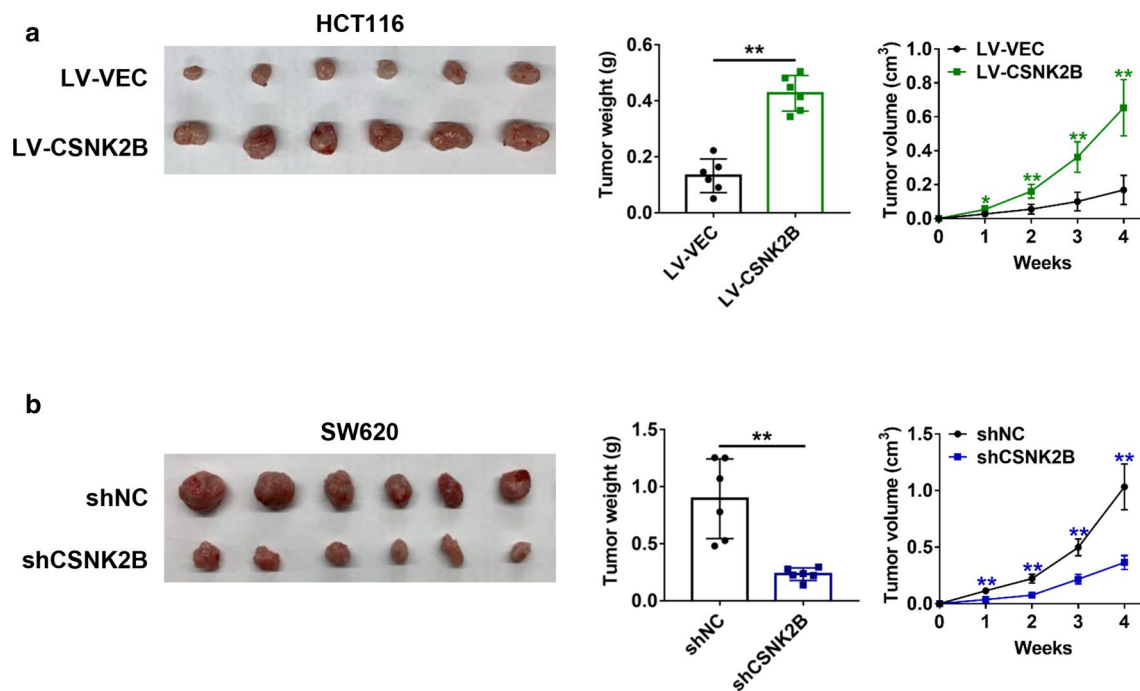 a
HCT116
LV-VEC
LV-CSNK2B
Tumor weight (g)
0.6
0.4
0.2
0.0
**
LV-VEC
LV-CSNK2B
Tumor volume (cm³)
1.0
0.8
0.6
0.4
0.2
0.0
LV-VEC
LV-CSNK2B
*
**
**
**
0 1 2 3 4
Weeks
b
SW620
shNC
shCSNK2B
Tumor weight (g)
1.5
1.0
0.5
0.0
**
shNC
shCSNK2B
Tumor volume (cm³)
1.5
1.0
0.5
0.0
shNC
shCSNK2B
**
**
**
**
0 1 2 3 4
Weeks